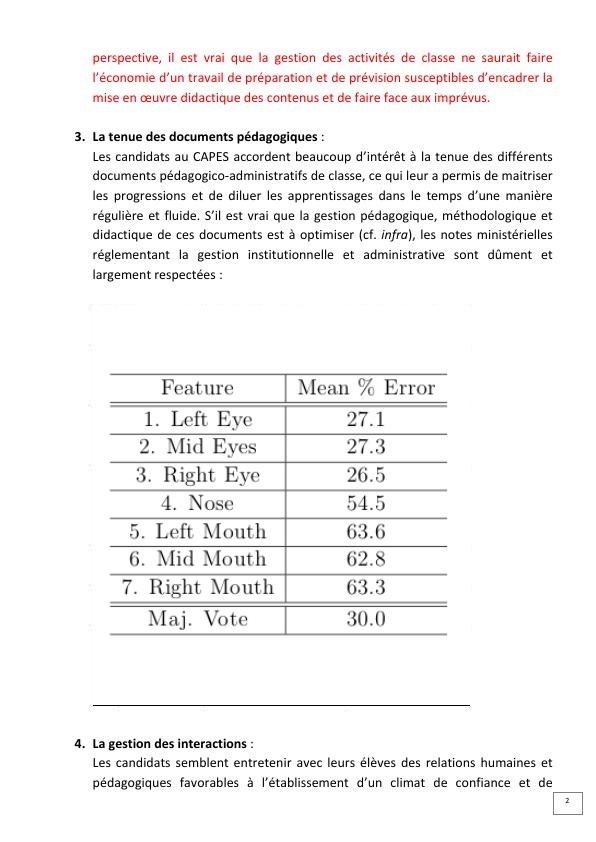 perspective, il est vrai que la gestion des activités de classe ne saurait faire
l’économie d’un travail de préparation et de prévision susceptibles d’encadrer la
mise en œuvre didactique des contenus et de faire face aux imprévus.
3. La tenue des documents pédagogiques :
Les candidats au CAPES accordent beaucoup d’intérêt à la tenue des différents
documents pédagogico-administratifs de classe, ce qui leur a permis de maitriser
les progressions et de diluer les apprentissages dans le temps d’une manière
régulière et fluide. S’il est vrai que la gestion pédagogique, méthodologique et
didactique de ces documents est à optimiser (cf. infra), les notes ministérielles
réglementant la gestion institutionnelle et administrative sont dûment et
largement respectées :
Feature Mean % Error
1. Left Eye 27.1
2. Mid Eyes 27.3
3. Right Eye 26.5
4. Nose 54.5
5. Left Mouth 63.6
6. Mid Mouth 62.8
7. Right Mouth 63.3
Maj. Vote 30.0
4. La gestion des interactions :
Les candidats semblent entretenir avec leurs élèves des relations humaines et
pédagogiques favorables à l’établissement d’un climat de confiance et de
2